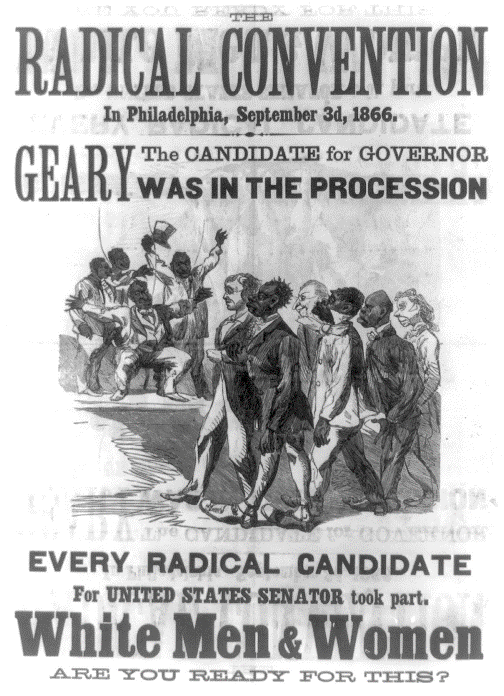 THE
RADICAL CONVENTION
In Philadelphia, September 3d, 1866.
GEARY The CANDIDATE for GOVERNOR
WAS IN THE PROCESSION
EVERY RADICAL CANDIDATE
For UNITED STATES SENATOR took part.
White Men & Women
ARE YOU READY FOR THIS?